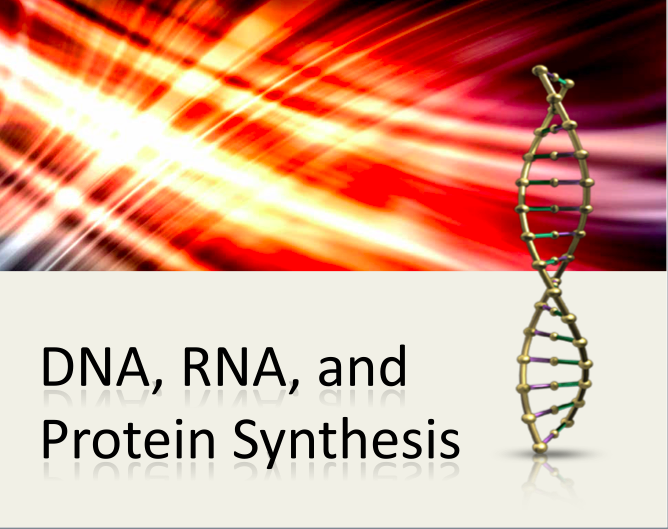 DNA, RNA, and
Protein Synthesis